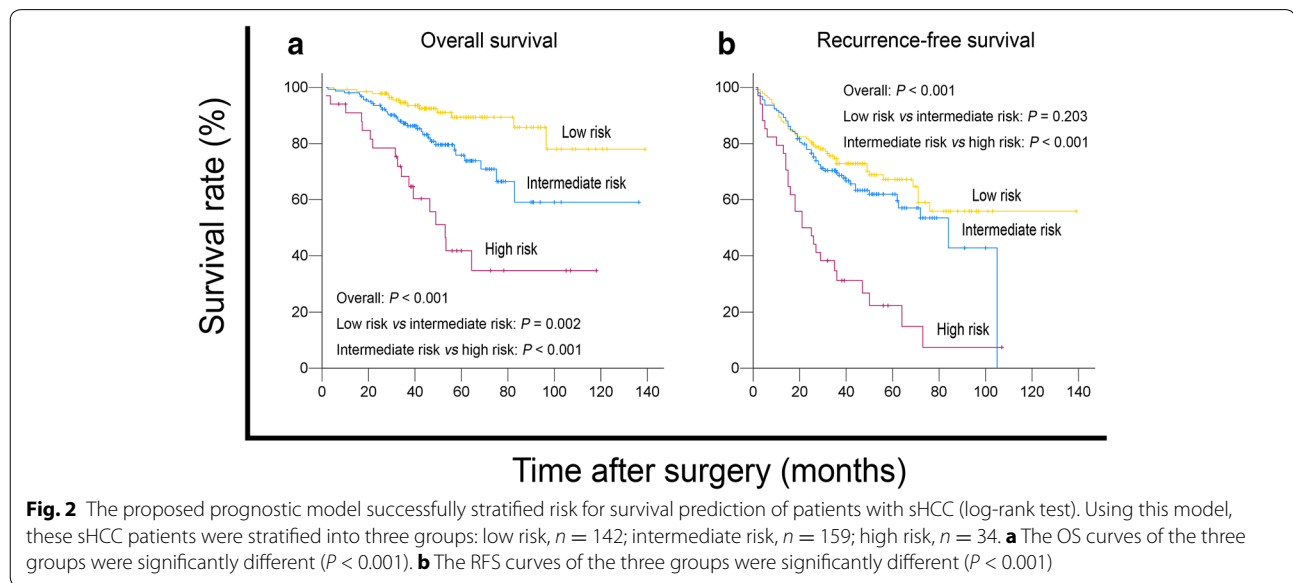 a
Overall survival
b
Recurrence-free survival
Survival rate (%)
100
80
60
40
20
0
0 20 40 60 80 100 120 140
Low risk
Intermediate risk
High risk
Overall: P < 0.001
Low risk vs intermediate risk: P = 0.002
Intermediate risk vs high risk: P < 0.001
100
80
60
40
20
0
0 20 40 60 80 100 120 140
Overall: P < 0.001
Low risk vs intermediate risk: P = 0.203
Intermediate risk vs high risk: P < 0.001
Low risk
Intermediate risk
High risk
Time after surgery (months)
Fig. 2 The proposed prognostic model successfully stratified risk for survival prediction of patients with sHCC (log-rank test). Using this model,
these sHCC patients were stratified into three groups: low risk, n = 142; intermediate risk, n = 159; high risk, n = 34. a The OS curves of the three
groups were significantly different (P < 0.001). b The RFS curves of the three groups were significantly different (P < 0.001)